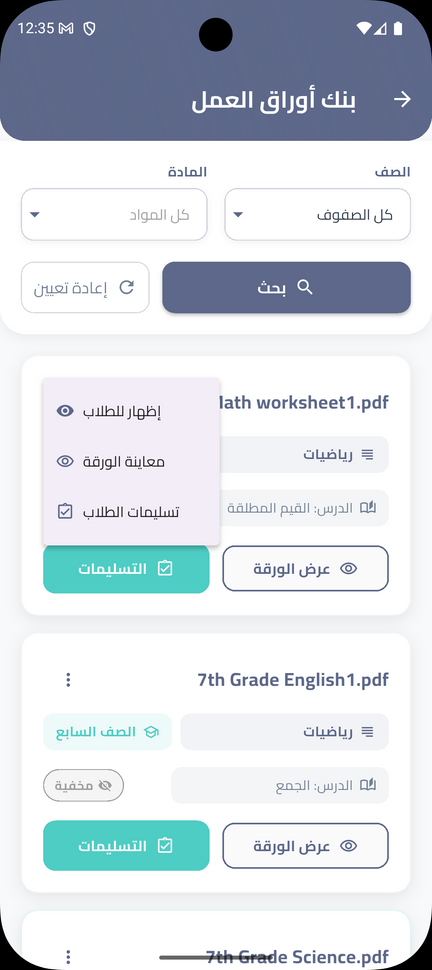 12:35
بنك أوراق العمل
الصف
المادة
كل الصفوف
كل المواد
بحث
إعادة تعيين
Math worksheet1.pdf
إظهار للطلاب
رياضيات
معاينة الورقة
الدرس: القيم المطلقة
تسليمات الطلاب
عرض الورقة
التسليمات
7th Grade English1.pdf
رياضيات
الصف السابع
الدرس: الجمع
مخفية
عرض الورقة
التسليمات
7th Grade Science.pdf